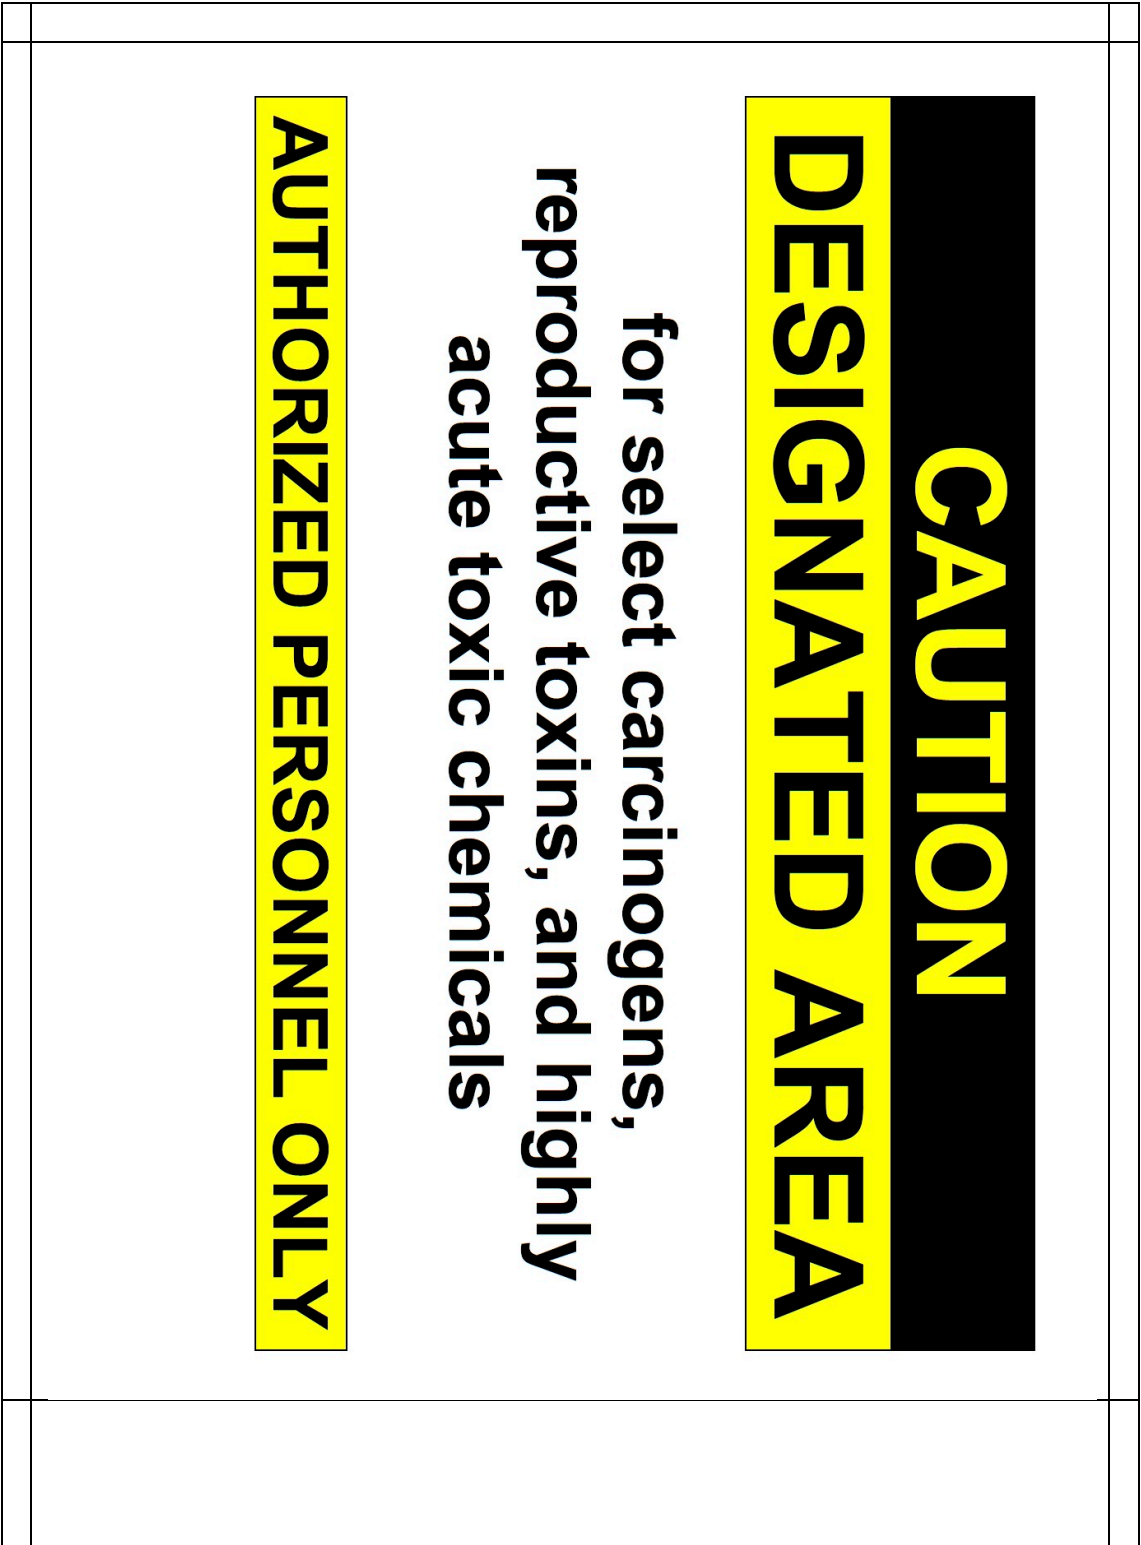 CAUTION
DESIGNATED AREA
for select carcinogens,
reproductive toxins, and highly
acute toxic chemicals
AUTHORIZED PERSONNEL ONLY